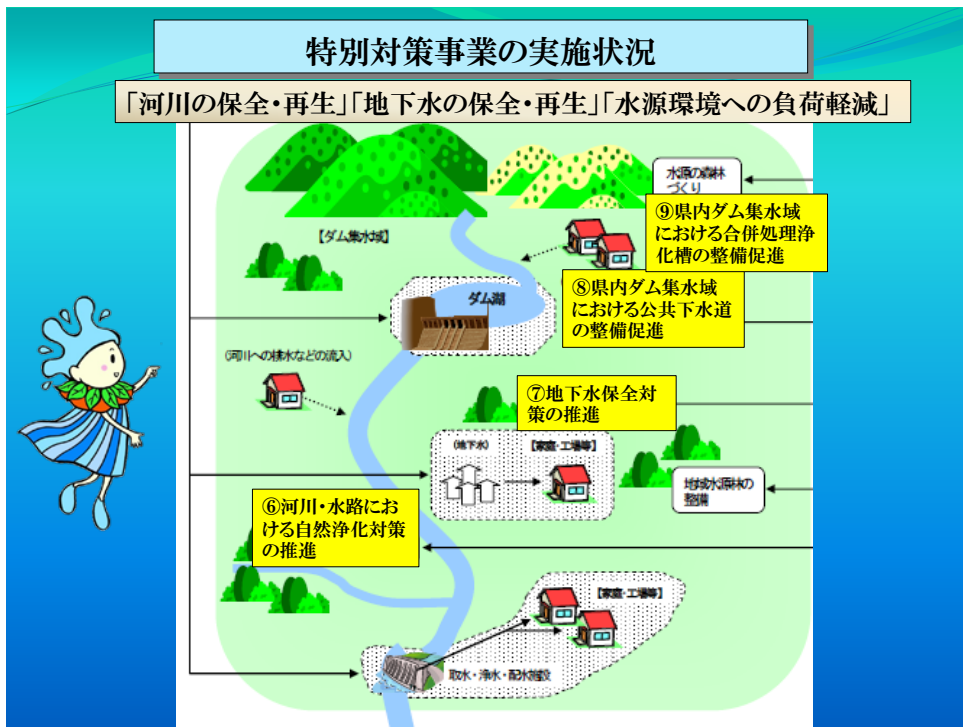 特別対策事業の実施状況
「河川の保全・再生」「地下水の保全・再生」「水源環境への負荷軽減」
水源の森林
づくり
⑨県内ダム集水域
における合併処理浄
化槽の整備促進
【ダム集水域】
⑧県内ダム集水域
における公共下水道
の整備促進
ダム湖
(河川への排水などの流入)
⑦地下水保全対
策の推進
(地下水)
【家庭・工場等】
地域水源林の
整備
⑥河川・水路にお
ける自然浄化対策
の推進
【家庭・工場等】
取水・浄水・配水施設